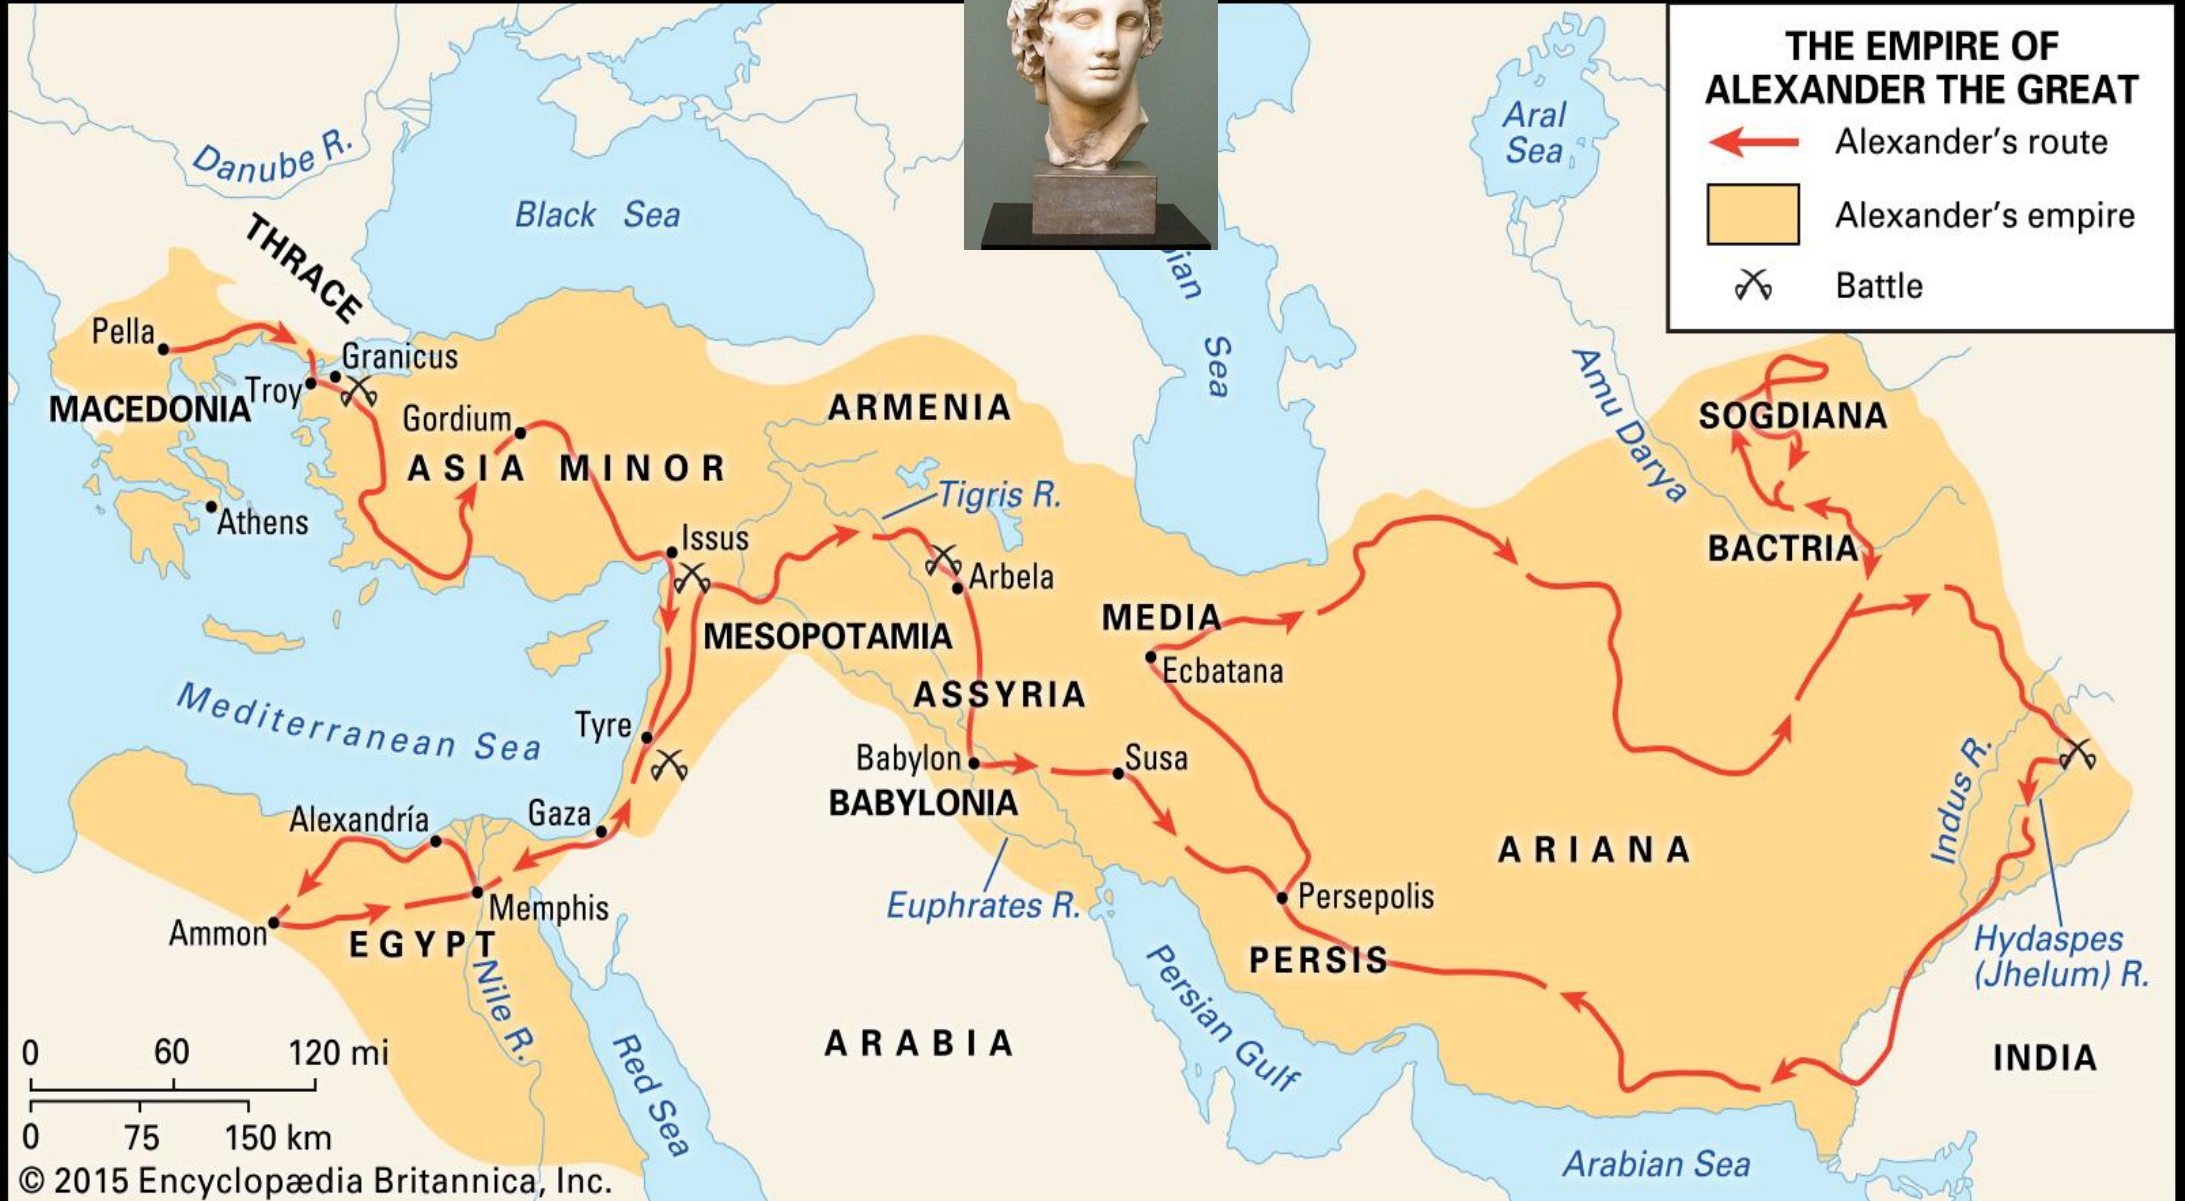 THE EMPIRE OF
ALEXANDER THE GREAT
Alexander's route
Alexander's empire
Battle
Danube R.
Black Sea
Aral
Sea
THRACE
Sea
Pella
Granicus
Troy
MACEDONIA
Gordium
ARMENIA
Amu Darya
SOGDIANA
ASIA MINOR
Tigris R.
Athens
Issus
BACTRIA
Arbela
MEDIA
MESOPOTAMIA
Ecbatana
ASSYRIA
Mediterranean Sea
Tyre
Babylon
Susa
BABYLONIA
Indus R.
Alexandría
Gaza
ARIANA
Euphrates R.
Persepolis
Memphis
Ammon
EGYPT
Hydaspes
(Jhelum) R.
PERSIS
Nile R.
Persian Gulf
ARABIA
Red Sea
INDIA
Arabian Sea
0 60 120 mi
0 75 150 km
© 2015 Encyclopædia Britannica, Inc.